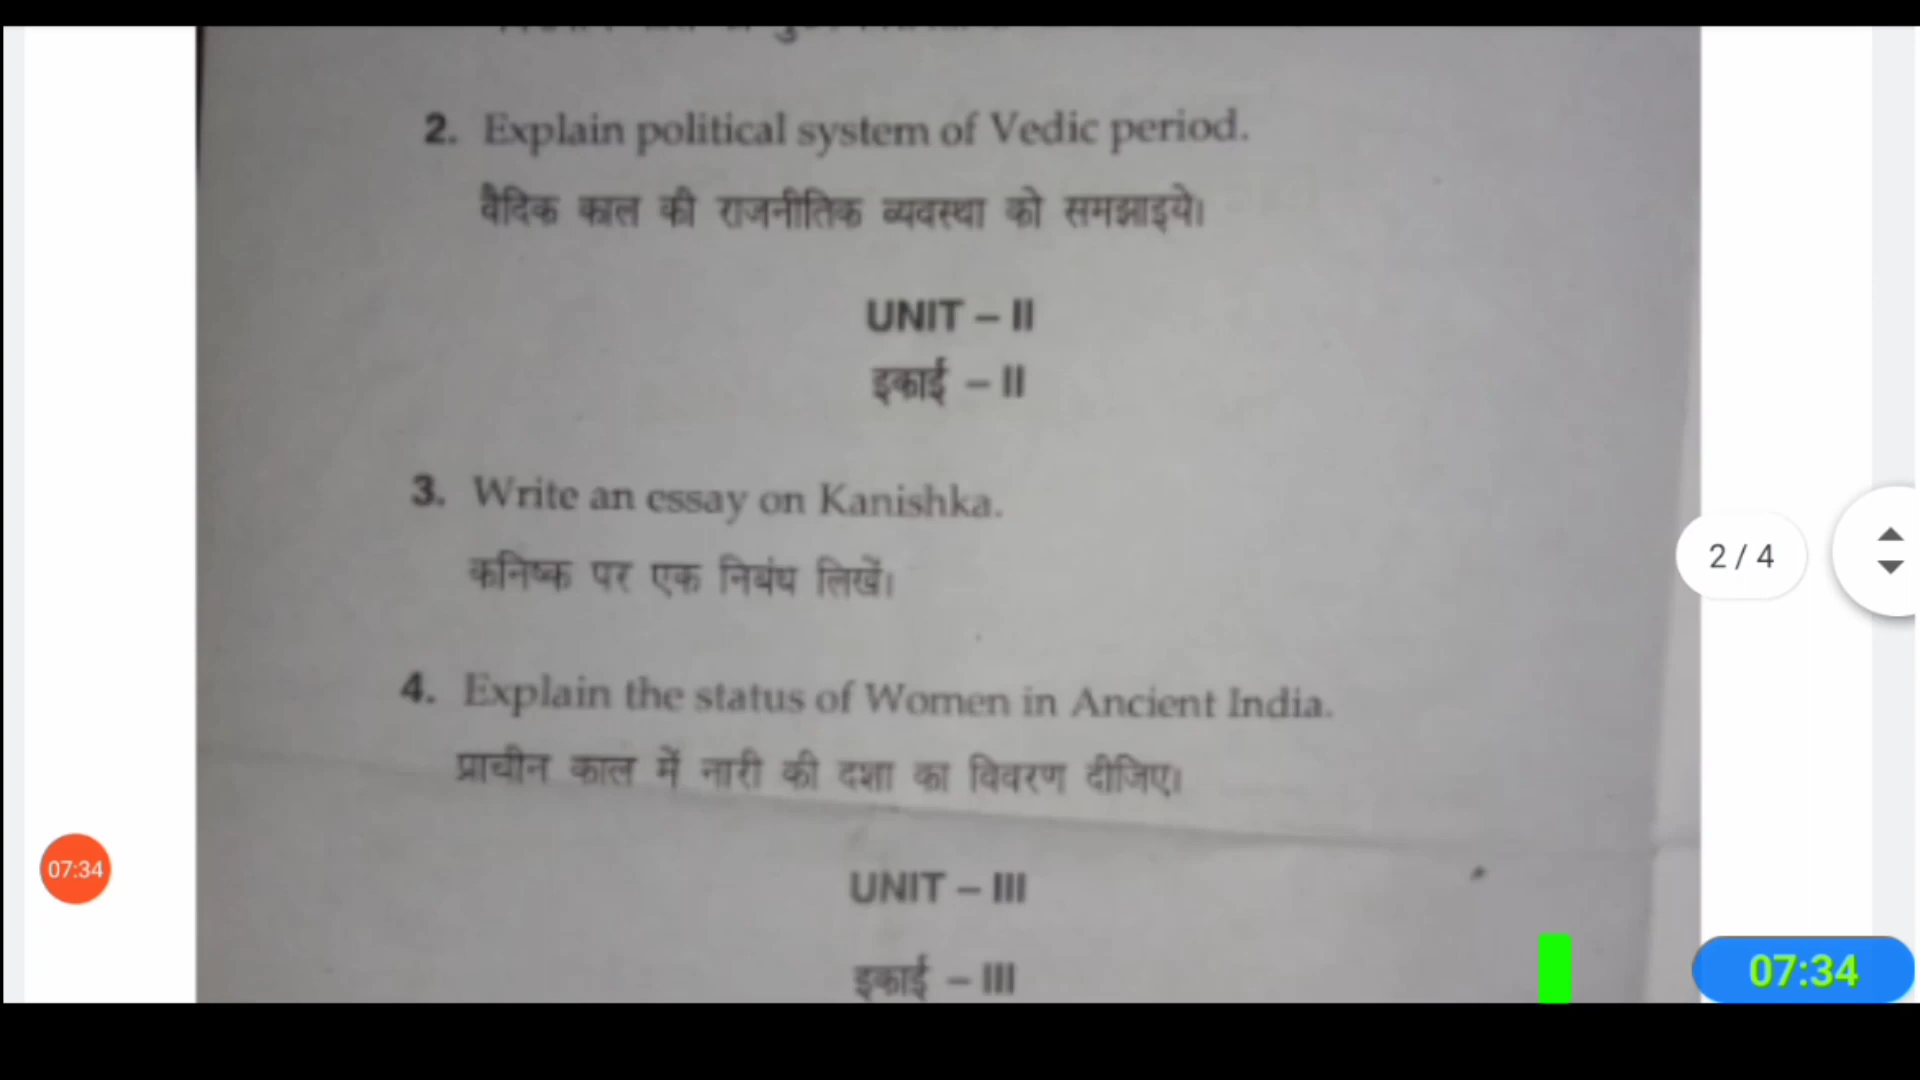 2. Explain political system of Vedic period.
वैदिक काल की राजनीतिक व्यवस्था को समझाइये।
UNIT – II
इकाई – II
3. Write an essay on Kanishka.
कनिष्क पर एक निबंध लिखें।
4. Explain the status of Women in Ancient India.
प्राचीन काल में नारी की दशा का विवरण दीजिए।
UNIT – III
इकाई – III
2 / 4
07:34
07:34